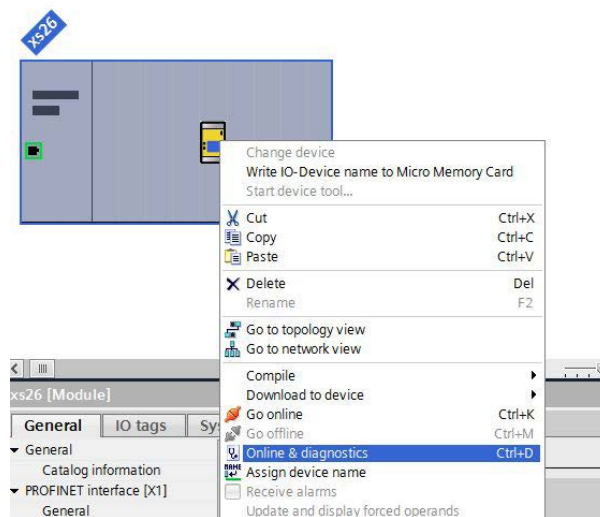 xs26
Change device
Write IO-Device name to Micro Memory Card
Start device tool...
Cut Ctrl+X
Copy Ctrl+C
Paste Ctrl+V
Delete Del
Rename F2
Go to topology view
Go to network view
Compile
Download to device
xs26 [Module]
Go online Ctrl+K
General IO tags Sy
Go offline Ctrl+M
General
Online & diagnostics Ctrl+D
Catalog information
NAME
Assign device name
PROFINET interface [X1]
Receive alarms
General
Update and display forced operands